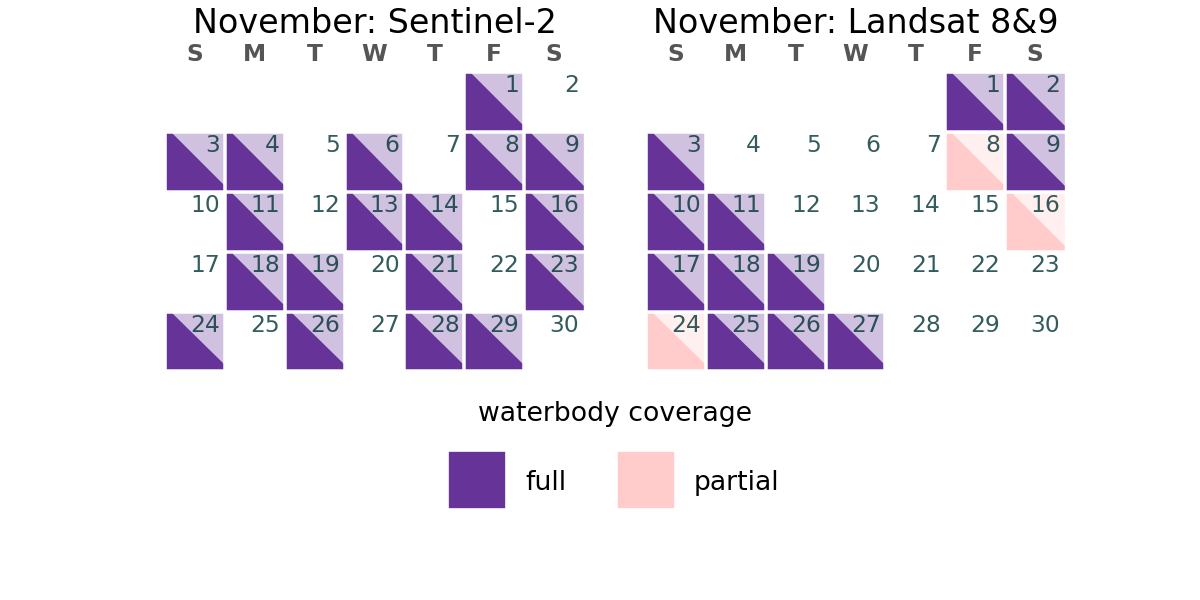 November: Sentinel-2
S M T W T F S
1 2
3 4 5 6 7 8 9
10 11 12 13 14 15 16
17 18 19 20 21 22 23
24 25 26 27 28 29 30
November: Landsat 8&9
S M T W T F S
1 2
3 4 5 6 7 8 9
10 11 12 13 14 15 16
17 18 19 20 21 22 23
24 25 26 27 28 29 30
waterbody coverage
full partial